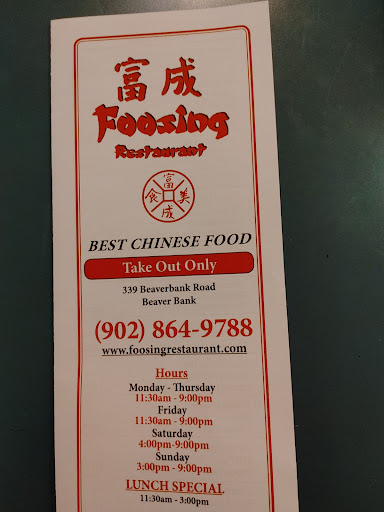 富成
Foosing
Restaurant
富
食 美
成
BEST CHINESE FOOD
Take Out Only
339 Beaverbank Road
Beaver Bank
(902) 864-9788
www.foosingrestaurant.com
Hours
Monday - Thursday
11:30am - 9:00pm
Friday
11:30am - 9:00pm
Saturday
4:00pm-9:00pm
Sunday
3:00pm - 9:00pm
LUNCH SPECIAL
11:30am - 3:00pm